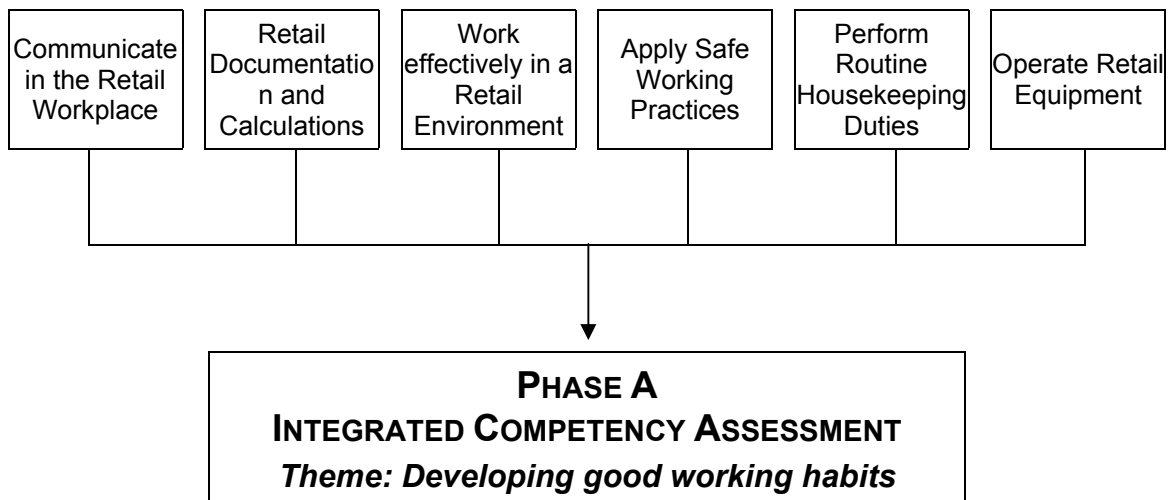 Communicate
in the Retail
Workplace
Retail
Documentatio
n and
Calculations
Work
effectively in a
Retail
Environment
Apply Safe
Working
Practices
Perform
Routine
Housekeeping
Duties
Operate Retail
Equipment
PHASE A
INTEGRATED COMPETENCY ASSESSMENT
Theme: Developing good working habits